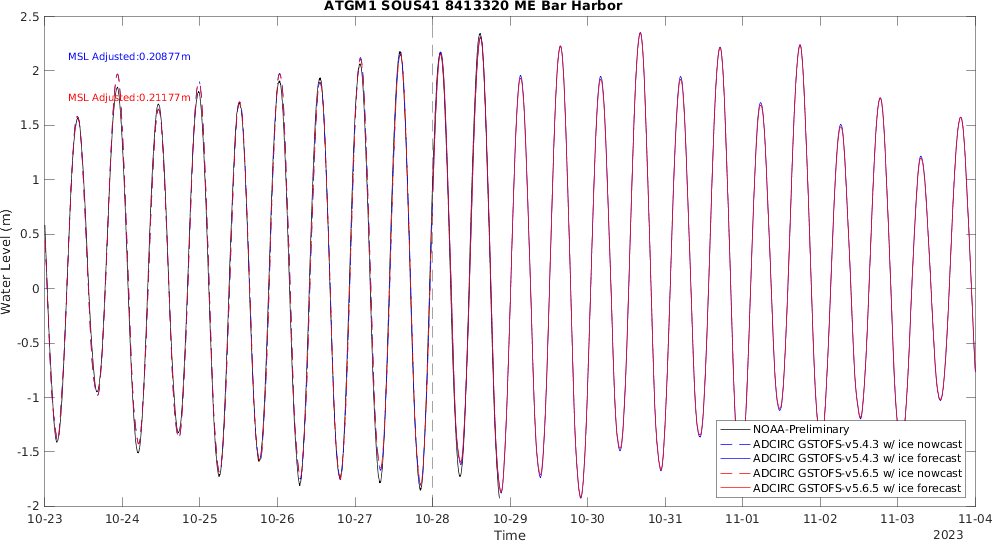 ATGM1 SOUS41 8413320 ME Bar Harbor
2.5
2
1.5
1
0.5
0
-0.5
-1
-1.5
-2
Water Level (m)
MSL Adjusted:0.20877m
MSL Adjusted:0.21177m
NOAA-Preliminary
ADCIRC GSTOFS-v5.4.3 w/ ice nowcast
ADCIRC GSTOFS-v5.4.3 w/ ice forecast
ADCIRC GSTOFS-v5.6.5 w/ ice nowcast
ADCIRC GSTOFS-v5.6.5 w/ ice forecast
10-23 10-24 10-25 10-26 10-27 10-28 10-29 10-30 10-31 11-01 11-02 11-03 11-04
Time
2023